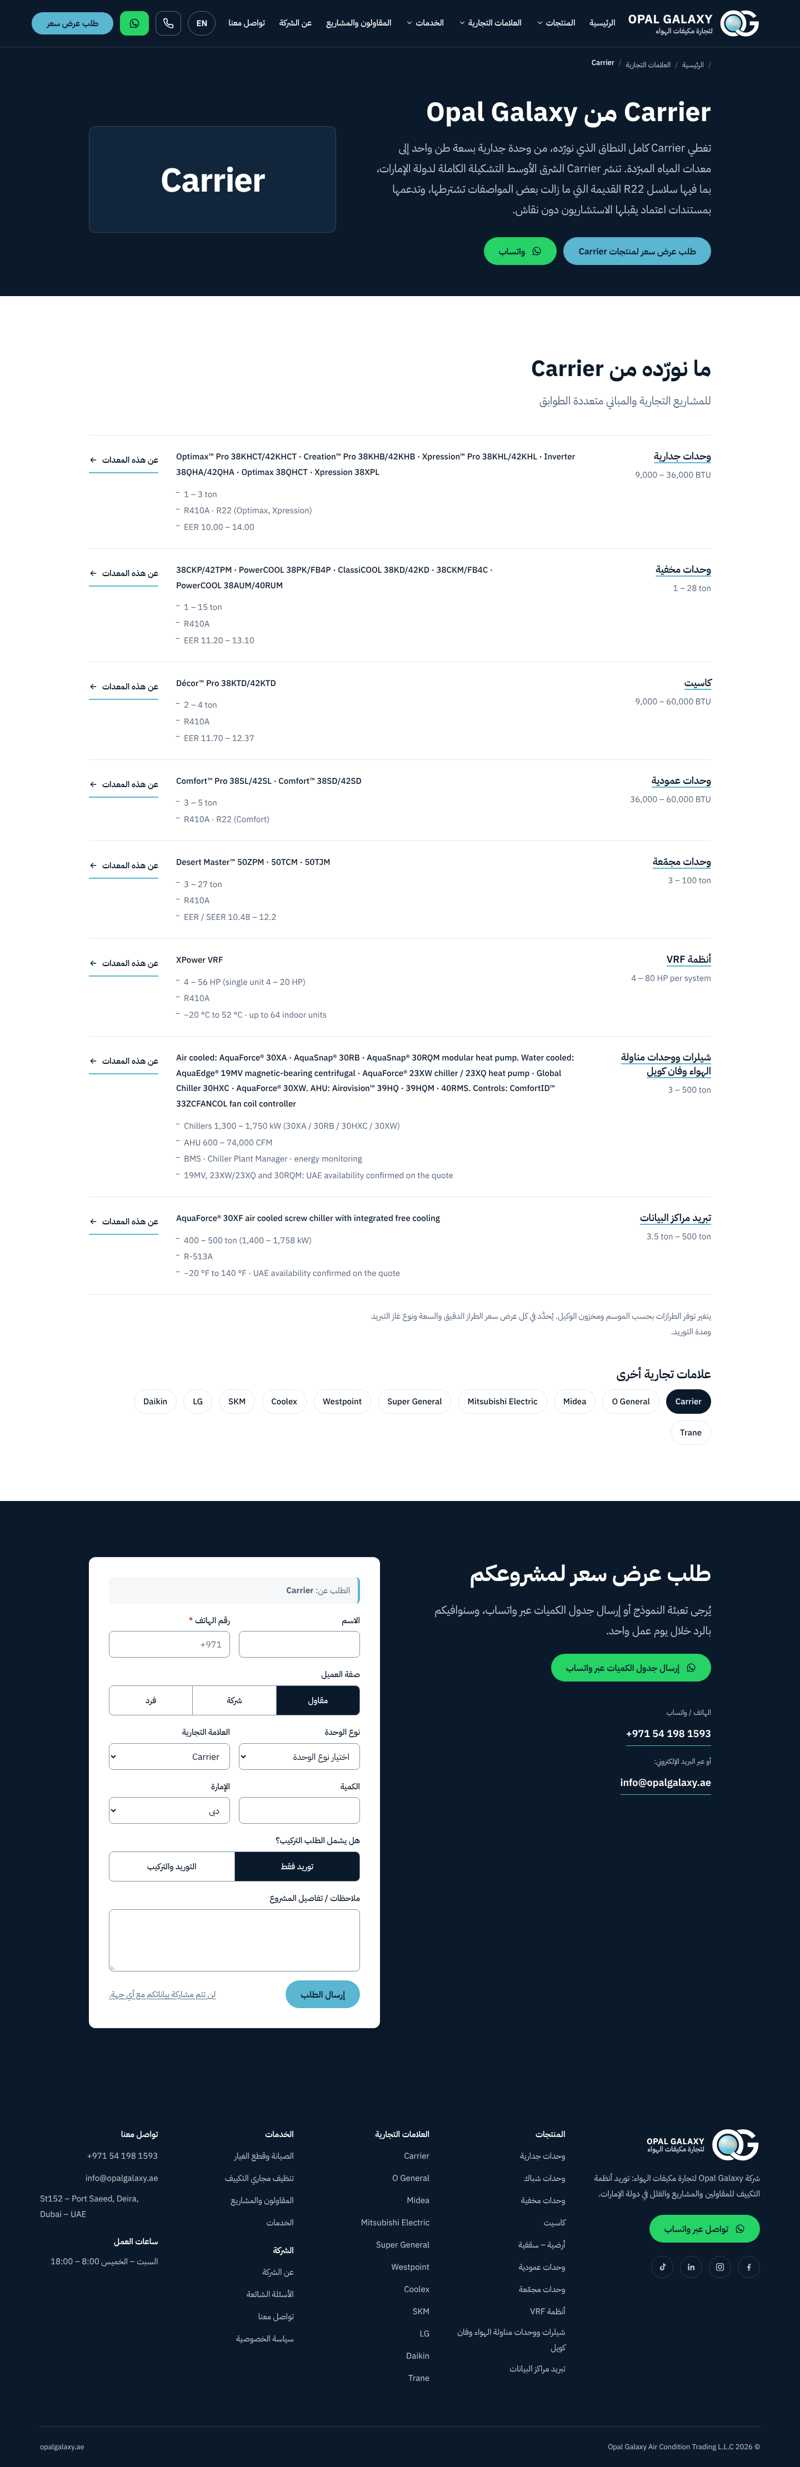 OPAL GALAXY
لتجارة مكيفات الهواء
الرئيسية
المنتجات
العلامات التجارية
الخدمات
المقاولون والمشاريع
عن الشركة
تواصل معنا
EN
طلب عرض سعر
/ الرئيسية / العلامات التجارية / Carrier
Carrier من Opal Galaxy
تغطي Carrier كامل النطاق الذي نورّده، من وحدة جدارية بسعة طن واحد إلى
معدات المياه المبرّدة. تنشر Carrier الشرق الأوسط التشكيلة الكاملة لدولة الإمارات،
بما فيها سلاسل R22 القديمة التي ما زالت بعض المواصفات تشترطها، وتدعمها
بمستندات اعتماد يقبلها الاستشاريون دون نقاش.
طلب عرض سعر لمنتجات Carrier
واتساب
Carrier
ما نورّده من Carrier
للمشاريع التجارية والمباني متعددة الطوابق
وحدات جدارية
9,000 – 36,000 BTU
Optimax™ Pro 38KHCT/42KHCT · Creation™ Pro 38KHB/42KHB · Xpression™ Pro 38KHL/42KHL · Inverter
38QHA/42QHA · Optimax 38QHCT · Xpression 38XPL
– 1 – 3 ton
– R410A · R22 (Optimax, Xpression)
– EER 10.00 – 14.00
عن هذه المعدات ←
وحدات مخفية
1 – 28 ton
38CKP/42TPM · PowerCOOL 38PK/FB4P · ClassiCOOL 38KD/42KD · 38CKM/FB4C ·
PowerCOOL 38AUM/40RUM
– 1 – 15 ton
– R410A
– EER 11.20 – 13.10
عن هذه المعدات ←
كاسيت
9,000 – 60,000 BTU
Décor™ Pro 38KTD/42KTD
– 2 – 4 ton
– R410A
– EER 11.70 – 12.37
عن هذه المعدات ←
وحدات عمودية
36,000 – 60,000 BTU
Comfort™ Pro 38SL/42SL · Comfort™ 38SD/42SD
– 3 – 5 ton
– R410A · R22 (Comfort)
عن هذه المعدات ←
وحدات مجمّعة
3 – 100 ton
Desert Master™ 50ZPM · 50TCM · 50TJM
– 3 – 27 ton
– R410A
– EER / SEER 10.48 – 12.2
عن هذه المعدات ←
أنظمة VRF
4 – 80 HP per system
XPower VRF
– 4 – 56 HP (single unit 4 – 20 HP)
– R410A
– −20 °C to 52 °C · up to 64 indoor units
عن هذه المعدات ←
شيلرات ووحدات مناولة
الهواء وفان كويل
3 – 500 ton
Air cooled: AquaForce® 30XA · AquaSnap® 30RB · AquaSnap® 30RQM modular heat pump. Water cooled:
AquaEdge® 19MV magnetic-bearing centrifugal · AquaForce® 23XW chiller / 23XQ heat pump · Global
Chiller 30HXC · AquaForce® 30XW. AHU: Airovision™ 39HQ · 39HQM · 40RMS. Controls: ComfortID™
33ZCFANCOL fan coil controller
– Chillers 1,300 – 1,750 kW (30XA / 30RB / 30HXC / 30XW)
– AHU 600 – 74,000 CFM
– BMS · Chiller Plant Manager · energy monitoring
– 19MV, 23XW/23XQ and 30RQM: UAE availability confirmed on the quote
عن هذه المعدات ←
تبريد مراكز البيانات
3.5 ton – 500 ton
AquaForce® 30XF air cooled screw chiller with integrated free cooling
– 400 – 500 ton (1,400 – 1,758 kW)
– R-513A
– −20 °F to 140 °F · UAE availability confirmed on the quote
عن هذه المعدات ←
يتغير توفر الطرازات بحسب الموسم ومخزون الوكيل. يُحدَّد في كل عرض سعر الطراز الدقيق والسعة ونوع غاز التبريد
ومدة التوريد.
علامات تجارية أخرى
Carrier
O General
Midea
Mitsubishi Electric
Super General
Westpoint
Coolex
SKM
LG
Daikin
Trane
طلب عرض سعر لمشروعكم
يُرجى تعبئة النموذج أو إرسال جدول الكميات عبر واتساب، وسنوافيكم
بالرد خلال يوم عمل واحد.
إرسال جدول الكميات عبر واتساب
الهاتف / واتساب
+971 54 198 1593
أو عبر البريد الإلكتروني:
info@opalgalaxy.ae
الطلب عن: Carrier
الاسم
رقم الهاتف *
+971
صفة العميل
مقاول
شركة
فرد
نوع الوحدة
العلامة التجارية
اختيار نوع الوحدة
Carrier
الكمية
الإمارة
دبي
هل يشمل الطلب التركيب؟
توريد فقط
التوريد والتركيب
ملاحظات / تفاصيل المشروع
إرسال الطلب
لن تتم مشاركة بياناتكم مع أي جهة.
OPAL GALAXY
لتجارة مكيفات الهواء
شركة Opal Galaxy لتجارة مكيفات الهواء: توريد أنظمة
التكييف للمقاولين والمشاريع والفلل في دولة الإمارات.
تواصل عبر واتساب
المنتجات
وحدات جدارية
وحدات شباك
وحدات مخفية
كاسيت
أرضية – سقفية
وحدات عمودية
وحدات مجمّعة
أنظمة VRF
شيلرات ووحدات مناولة الهواء وفان
كويل
تبريد مراكز البيانات
العلامات التجارية
Carrier
O General
Midea
Mitsubishi Electric
Super General
Westpoint
Coolex
SKM
LG
Daikin
Trane
الخدمات
الصيانة وقطع الغيار
تنظيف مجاري التكييف
المقاولون والمشاريع
الخدمات
الشركة
عن الشركة
الأسئلة الشائعة
تواصل معنا
سياسة الخصوصية
تواصل معنا
+971 54 198 1593
info@opalgalaxy.ae
St152 – Port Saeed, Deira,
Dubai – UAE
ساعات العمل
السبت – الخميس 8:00 – 18:00
Opal Galaxy Air Condition Trading L.L.C 2026 ©
opalgalaxy.ae